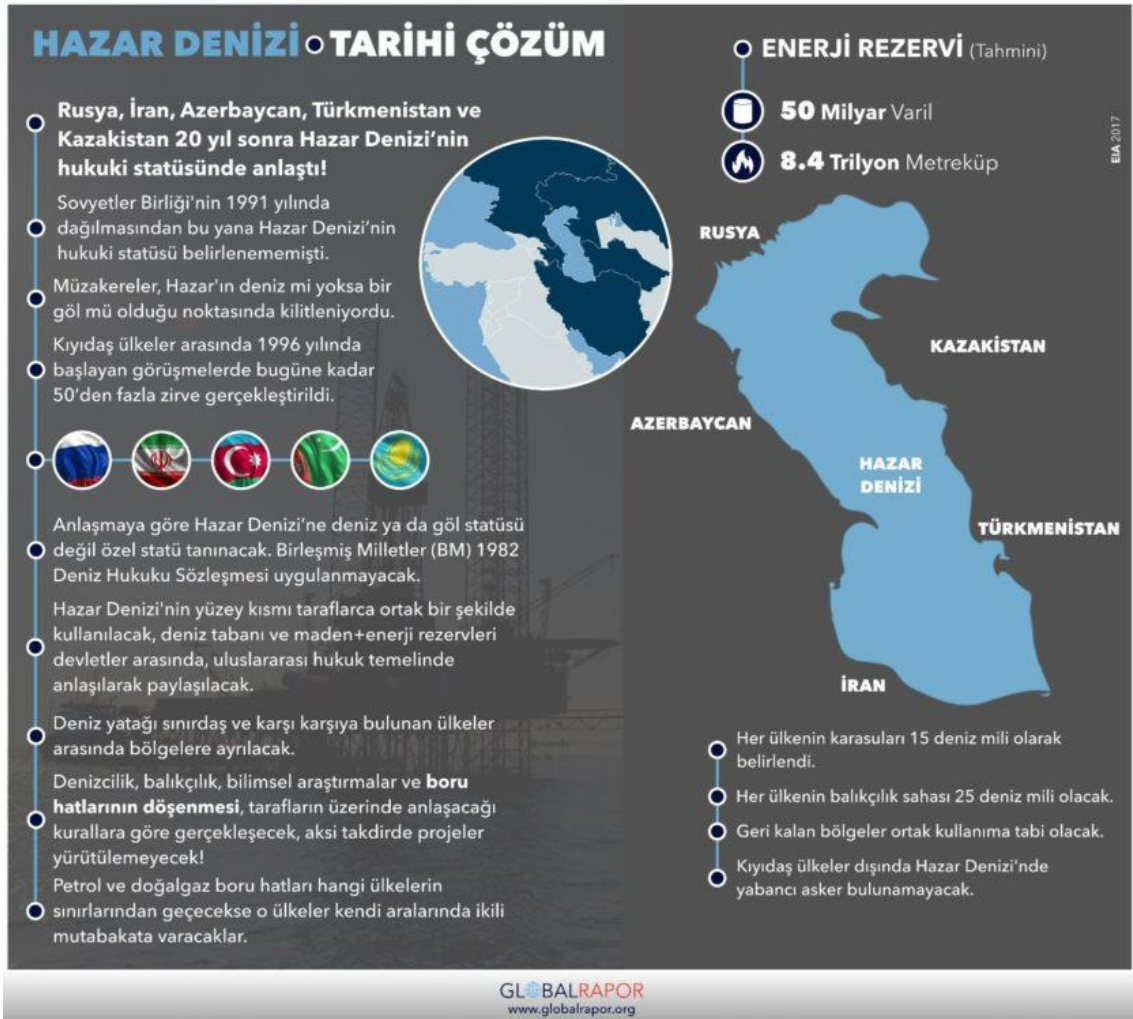 HAZAR DENİZİ TARİHİ ÇÖZÜM
Rusya, İran, Azerbaycan, Türkmenistan ve
Kazakistan 20 yıl sonra Hazar Denizi’nin
hukuki statüsünde anlaştı!
Sovyetler Birliği'nin 1991 yılında
dağılmasından bu yana Hazar Denizi’nin
hukuki statüsü belirlenememişti.
Müzakereler, Hazar'ın deniz mi yoksa bir
göl mü olduğu noktasında kilitleniyordu.
Kıyıdaş ülkeler arasında 1996 yılında
başlayan görüşmelerde bugüne kadar
50’den fazla zirve gerçekleştirildi.
Anlaşmaya göre Hazar Denizi’ne deniz ya da göl statüsü
değil özel statü tanınacak. Birleşmiş Milletler (BM) 1982
Deniz Hukuku Sözleşmesi uygulanmayacak.
Hazar Denizi'nin yüzey kısmı taraflarca ortak bir şekilde
kullanılacak, deniz tabanı ve maden+enerji rezervleri
devletler arasında, uluslararası hukuk temelinde
anlaşılarak paylaşılacak.
Deniz yatağı sınırdaş ve karşı karşıya bulunan ülkeler
arasında bölgelere ayrılacak.
Denizcilik, balıkçılık, bilimsel araştırmalar ve boru
hatlarının döşenmesi, tarafların üzerinde anlaşacağı
kurallara göre gerçekleşecek, aksi takdirde projeler
yürütülemeyecek!
Petrol ve doğalgaz boru hatları hangi ülkelerin
sınırlarından geçecekse o ülkeler kendi aralarında ikili
mutabakata varacaklar.
ENERJİ REZERVİ (Tahmini)
50 Milyar Varil
8.4 Trilyon Metreküp
EIA 2017
RUSYA
KAZAKİSTAN
AZERBAYCAN
HAZAR
DENİZİ
TÜRKMENİSTAN
İRAN
Her ülkenin karasuları 15 deniz mili olarak
belirlendi.
Her ülkenin balıkçılık sahası 25 deniz mili olacak.
Geri kalan bölgeler ortak kullanıma tabi olacak.
Kıyıdaş ülkeler dışında Hazar Denizi'nde
yabancı asker bulunamayacak.
GLOBALRAPOR
www.globalrapor.org